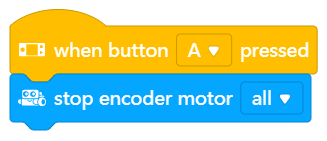 when button A pressed
stop encoder motor all